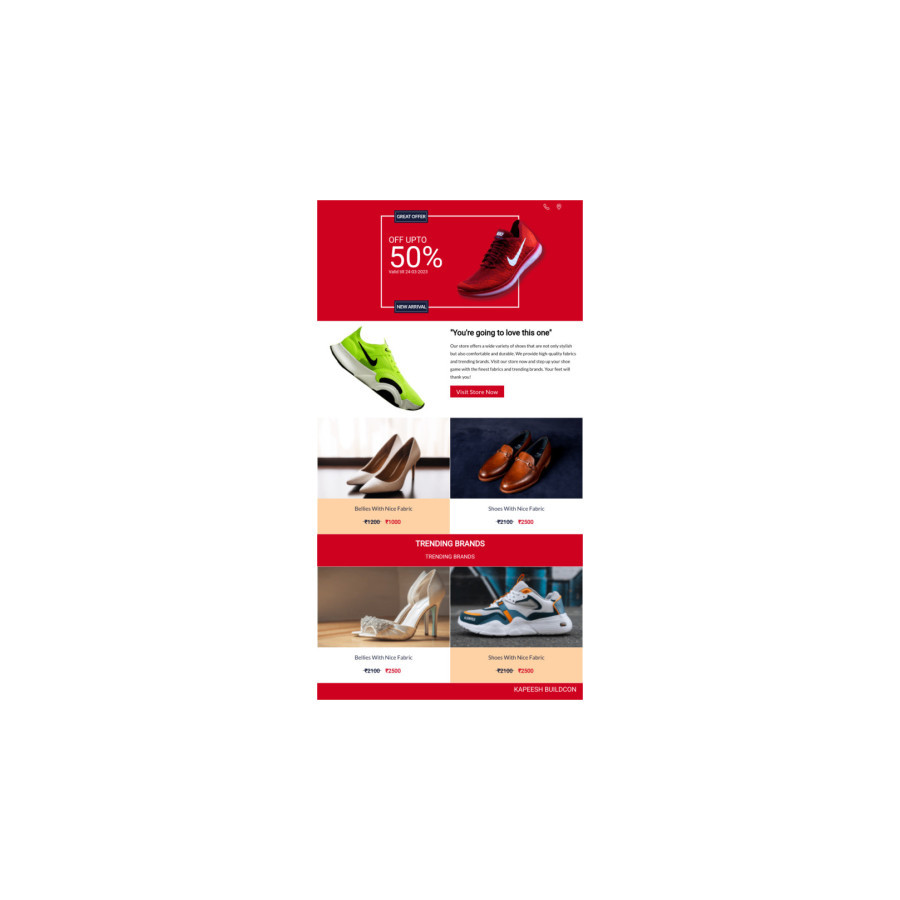 GREAT OFFER
OFF UPTO
50%
Valid till 24-03-2023
NEW ARRIVAL
"You're going to love this one"
Our store offers a wide variety of shoes that are not only stylish
but also comfortable and durable. We provide high-quality fabrics
and trending brands. Visit our store now and step up your shoe
game with the finest fabrics and trending brands. Your feet will
thank you!
Visit Store Now
Bellies With Nice Fabric
₹1200 ₹1000
Shoes With Nice Fabric
₹2100 ₹2500
TRENDING BRANDS
TRENDING BRANDS
Bellies With Nice Fabric
₹2100 ₹2500
Shoes With Nice Fabric
₹2100 ₹2500
KAPEESH BUILDCON